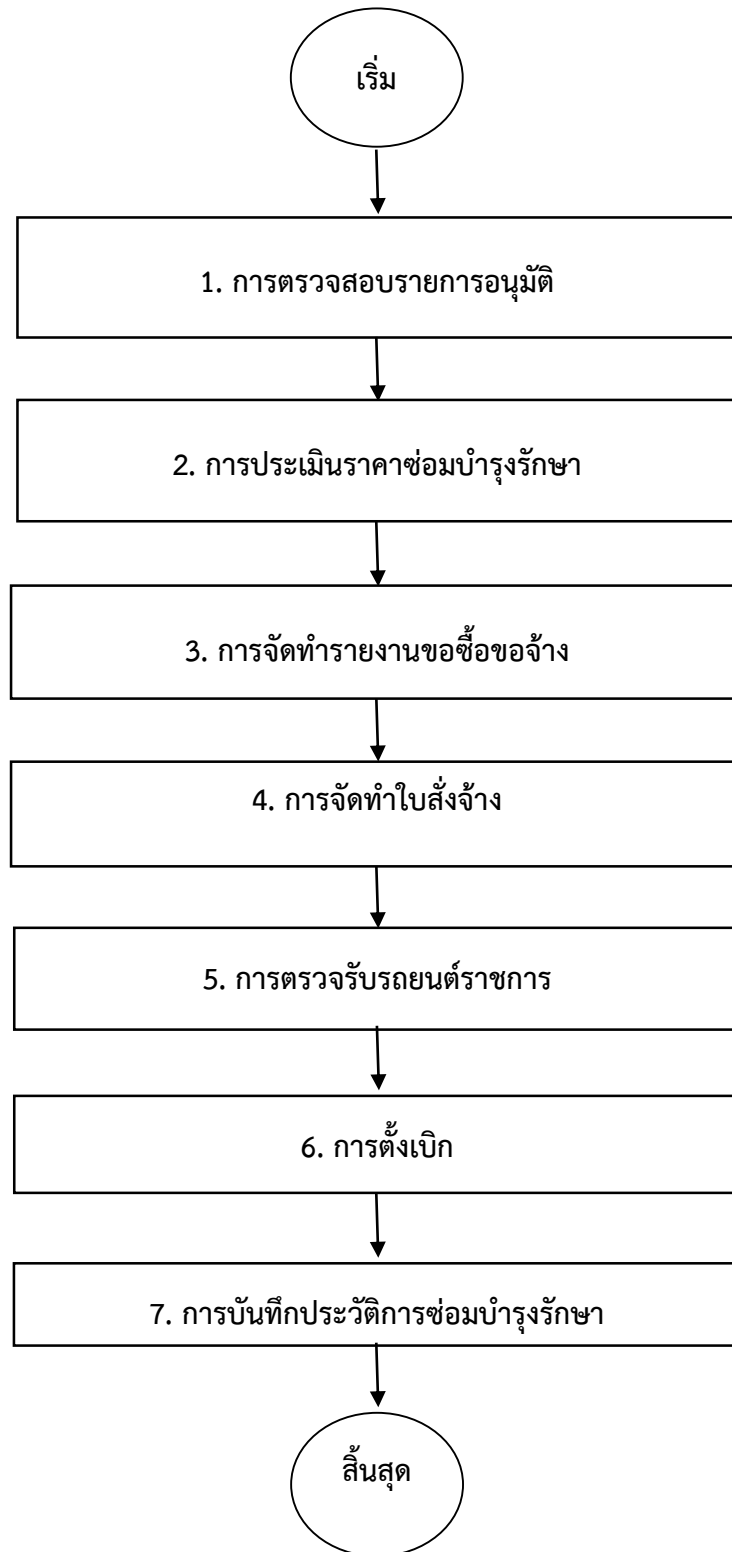 เริ่ม
1. การตรวจสอบรายการอนุมัติ
2. การประเมินราคาซ่อมบำรุงรักษา
3. การจัดทำรายงานขอซื้อขอจ้าง
4. การจัดทำใบสั่งจ้าง
5. การตรวจรับรถยนต์ราชการ
6. การตั้งเบิก
7. การบันทึกประวัติการซ่อมบำรุงรักษา
สิ้นสุด